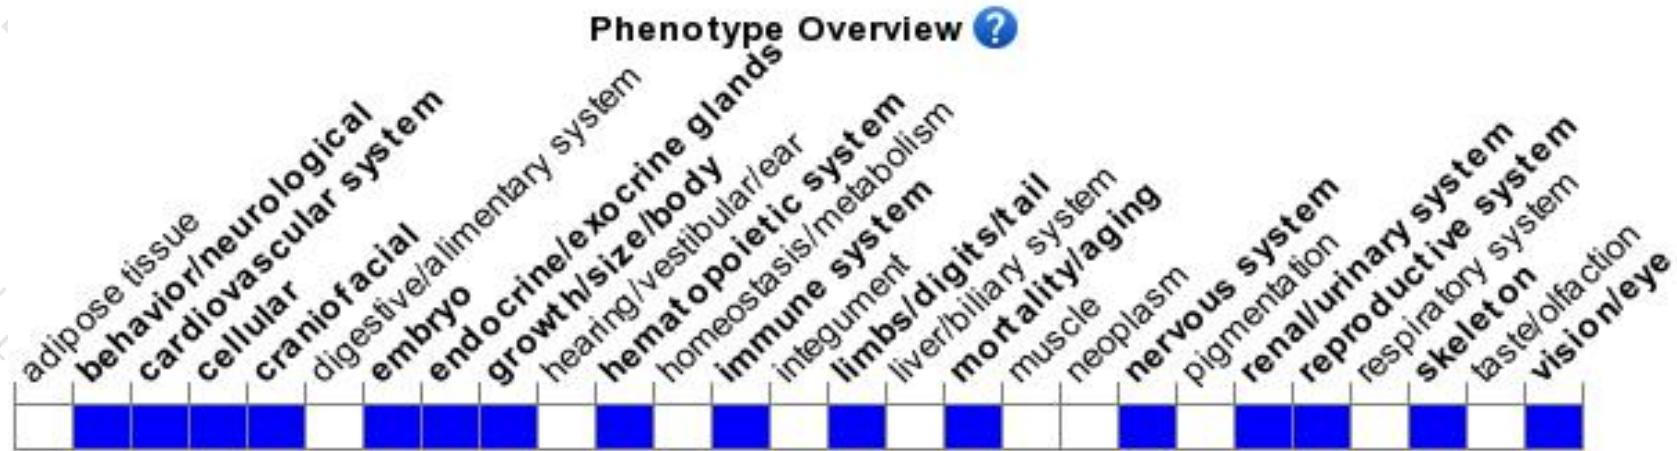 Phenotype Overview ?
adipose tissue
behavior/neurological
cardiovascular system
cellular
craniofacial
digestive/alimentary system
embryo
endocrine/exocrine glands
growth/size/body
hearing/vestibular/ear
hematopoietic system
homeostasis/metabolism
immune system
integument
limbs/digits/tail
liver/biliary system
mortality/aging
muscle
neoplasm
nervous system
pigmentation
renal/urinary system
reproductive system
respiratory system
skeleton
taste/olfaction
vision/eye